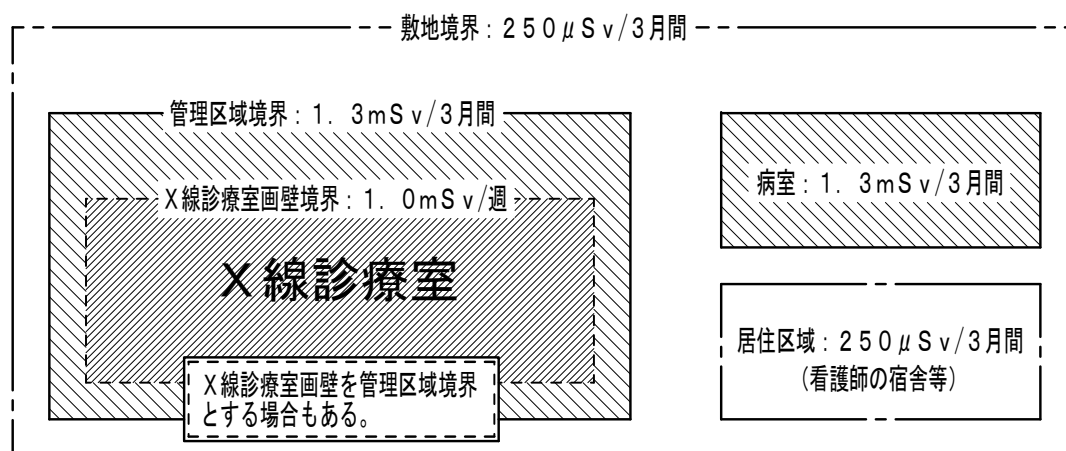 敷地境界：２５０μＳｖ/３月間
管理区域境界：１．３ｍＳｖ/３月間
Ｘ線診療室画壁境界：１．０ｍＳｖ/週
Ｘ線診療室
Ｘ線診療室画壁を管理区域境界
とする場合もある。
病室：１．３ｍＳｖ/３月間
居住区域：２５０μＳｖ/３月間
(看護師の宿舎等)